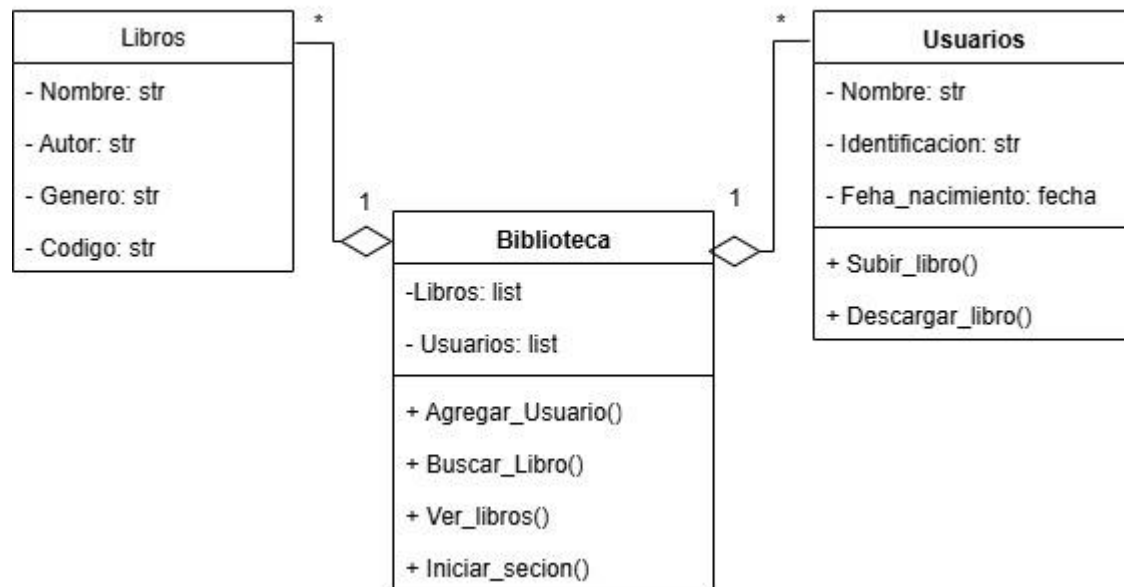 Libros
- Nombre: str
- Autor: str
- Genero: str
- Codigo: str
*
1
Biblioteca
-Libros: list
- Usuarios: list
+ Agregar_Usuario()
+ Buscar_Libro()
+ Ver_libros()
+ Iniciar_secion()
*
1
Usuarios
- Nombre: str
- Identificacion: str
- Feha_nacimiento: fecha
+ Subir_libro()
+ Descargar_libro()